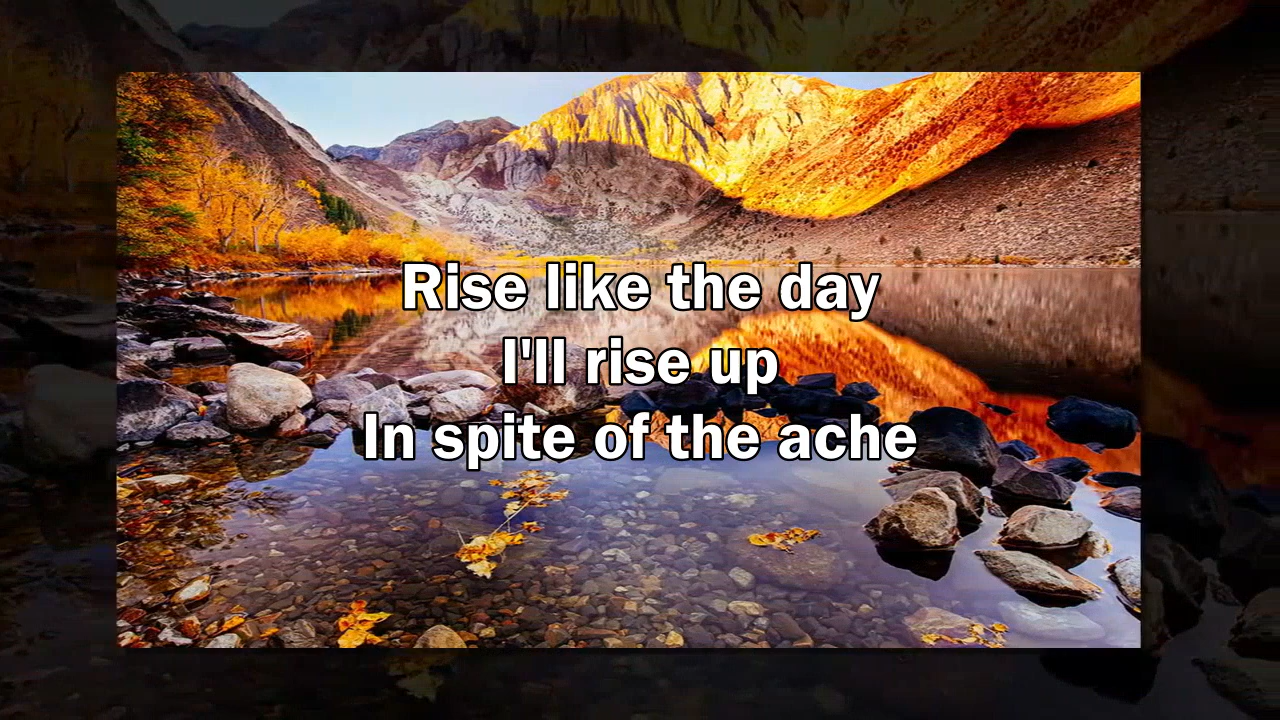 Rise like the day
I'll rise up
In spite of the ache